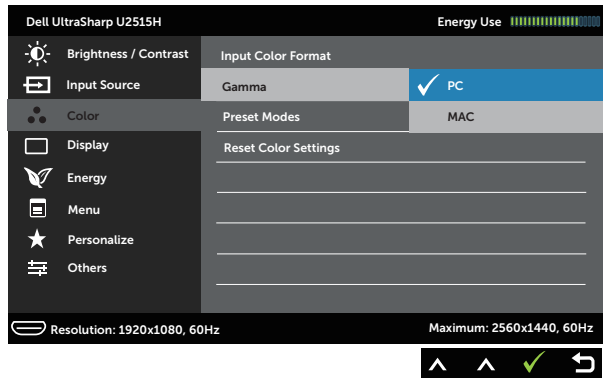 Dell UltraSharp U2515H Energy Use
Brightness / Contrast Input Color Format
Input Source Gamma PC
Color Preset Modes MAC
Display Reset Color Settings
Energy
Menu
Personalize
Others
Resolution: 1920x1080, 60Hz Maximum: 2560x1440, 60Hz